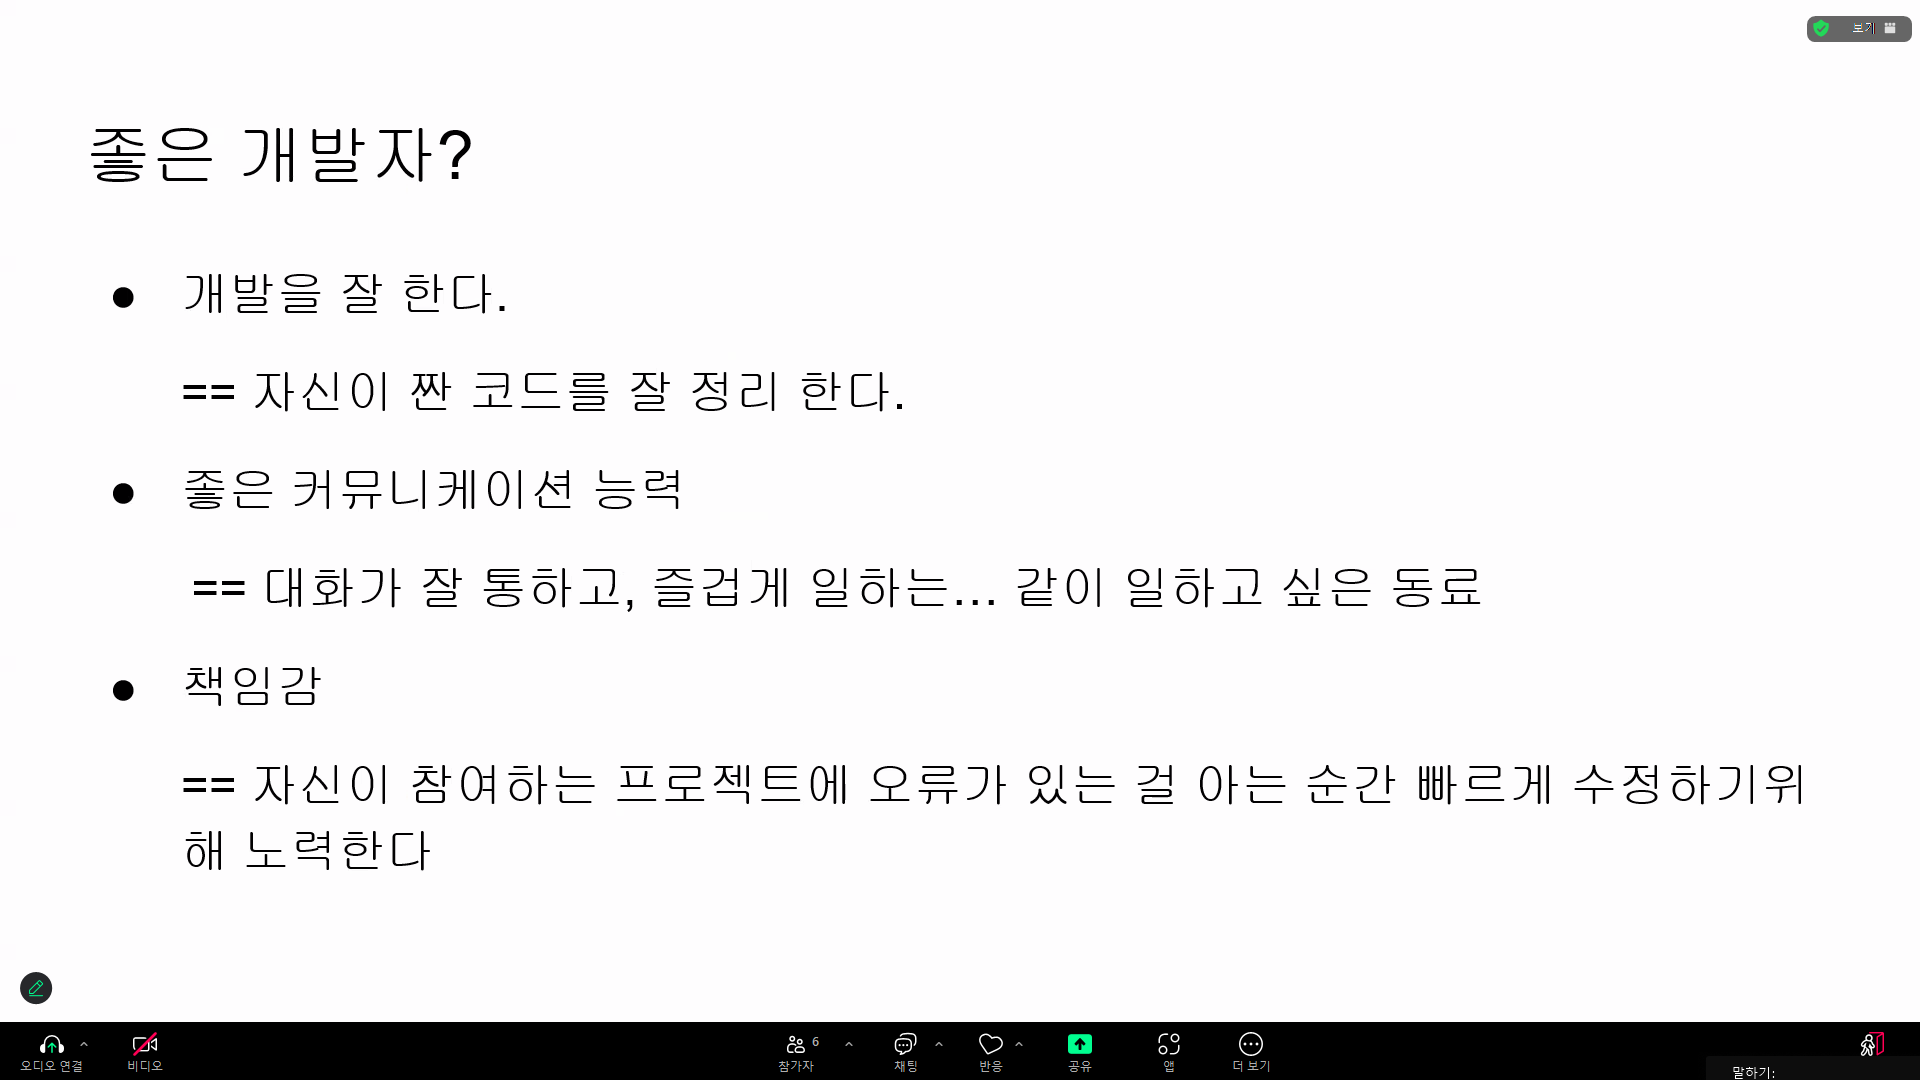 보기
좋은 개발자?
● 개발을 잘 한다.
== 자신이 짠 코드를 잘 정리 한다.
● 좋은 커뮤니케이션 능력
== 대화가 잘 통하고, 즐겁게 일하는... 같이 일하고 싶은 동료
● 책임감
== 자신이 참여하는 프로젝트에 오류가 있는 걸 아는 순간 빠르게 수정하기위
해 노력한다
오디오 연결 비디오 참가자 6 채팅 반응 공유 앱 더 보기
말하기: